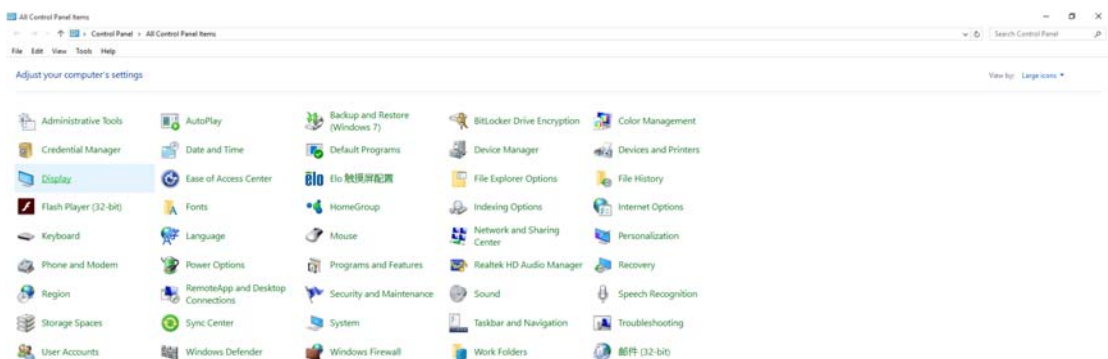 All Control Panel Items
Control Panel > All Control Panel Items
Search Control Panel
File Edit View Tools Help
Adjust your computer's settings
View by: Large icons
Administrative Tools
AutoPlay
Backup and Restore
(Windows 7)
BitLocker Drive Encryption
Color Management
Credential Manager
Date and Time
Default Programs
Device Manager
Devices and Printers
Display
Ease of Access Center
elo Elo 触摸屏配置
File Explorer Options
File History
Flash Player (32-bit)
Fonts
HomeGroup
Indexing Options
Internet Options
Keyboard
Language
Mouse
Network and Sharing
Center
Personalization
Phone and Modem
Power Options
Programs and Features
Realtek HD Audio Manager
Recovery
Region
RemoteApp and Desktop
Connections
Security and Maintenance
Sound
Speech Recognition
Storage Spaces
Sync Center
System
Taskbar and Navigation
Troubleshooting
User Accounts
Windows Defender
Windows Firewall
Work Folders
邮件 (32-bit)